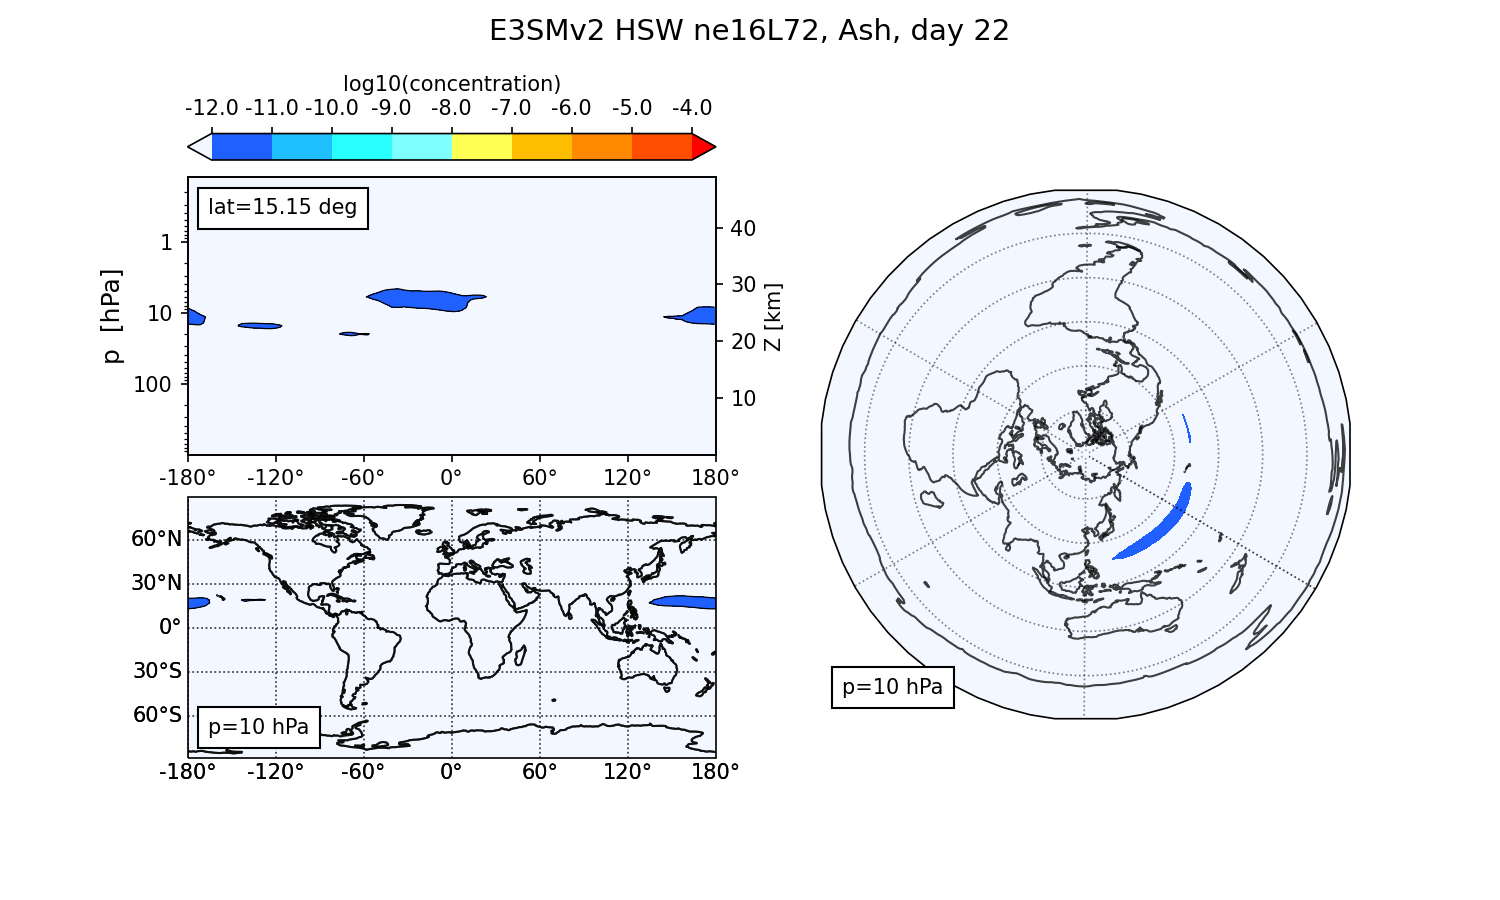 E3SMv2 HSW ne16L72, Ash, day 22
log10(concentration)
-12.0 -11.0 -10.0 -9.0 -8.0 -7.0 -6.0 -5.0 -4.0
lat=15.15 deg
p [hPa]
1
10
100
40
30
20
10
Z [km]
-180° -120° -60° 0° 60° 120° 180°
60°N
30°N
0°
30°S
60°S
p=10 hPa
-180° -120° -60° 0° 60° 120° 180°
p=10 hPa